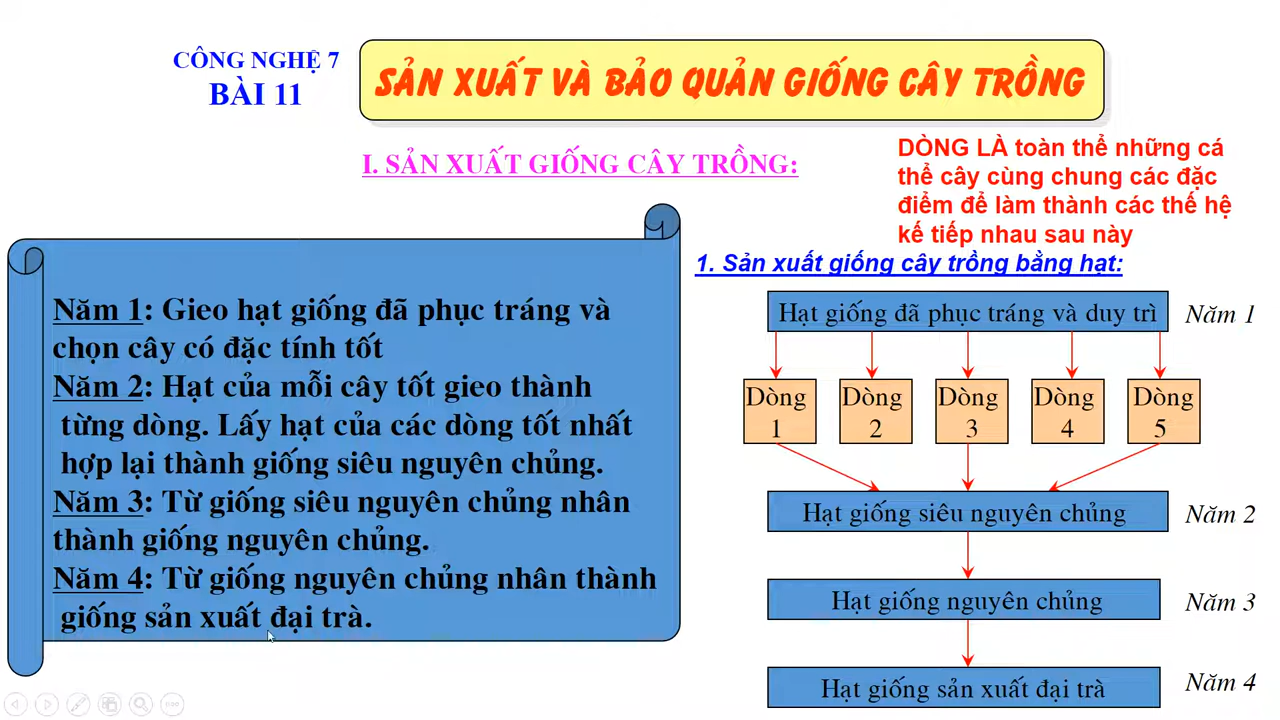 CÔNG NGHỆ 7
BÀI 11
SẢN XUẤT VÀ BẢO QUẢN GIỐNG CÂY TRỒNG
I. SẢN XUẤT GIỐNG CÂY TRỒNG:
DÒNG LÀ toàn thể những cá
thể cây cùng chung các đặc
điểm để làm thành các thế hệ
kế tiếp nhau sau này
Năm 1: Gieo hạt giống đã phục tráng và
chọn cây có đặc tính tốt
Năm 2: Hạt của mỗi cây tốt gieo thành
từng dòng. Lấy hạt của các dòng tốt nhất
hợp lại thành giống siêu nguyên chủng.
Năm 3: Từ giống siêu nguyên chủng nhân
thành giống nguyên chủng.
Năm 4: Từ giống nguyên chủng nhân thành
giống sản xuất đại trà.
1. Sản xuất giống cây trồng bằng hạt:
Hạt giống đã phục tráng và duy trì
Năm 1
Dòng
1
Dòng
2
Dòng
3
Dòng
4
Dòng
5
Hạt giống siêu nguyên chủng
Năm 2
Hạt giống nguyên chủng
Năm 3
Hạt giống sản xuất đại trà
Năm 4